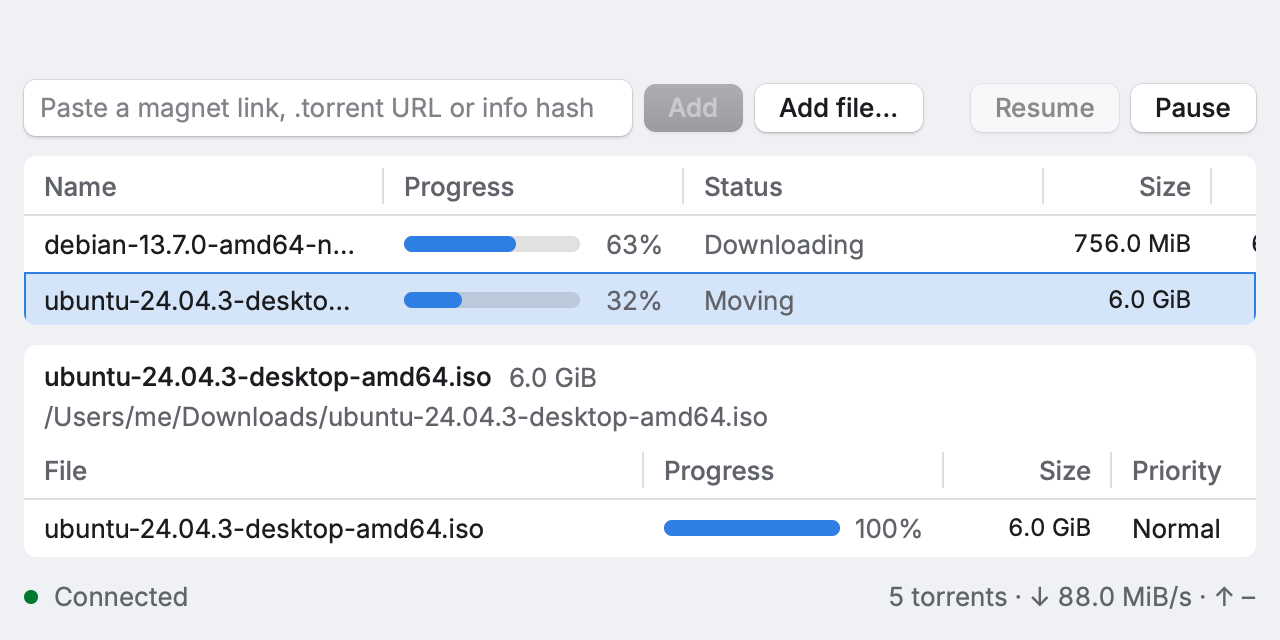 Paste a magnet link, .torrent URL or info hash Add Add file... Resume Pause
Name Progress Status Size
debian-13.7.0-amd64-n... 63% Downloading 756.0 MiB
ubuntu-24.04.3-deskto... 32% Moving 6.0 GiB
ubuntu-24.04.3-desktop-amd64.iso 6.0 GiB
/Users/me/Downloads/ubuntu-24.04.3-desktop-amd64.iso
File Progress Size Priority
ubuntu-24.04.3-desktop-amd64.iso 100% 6.0 GiB Normal
Connected 5 torrents · ↓ 88.0 MiB/s · ↑ –